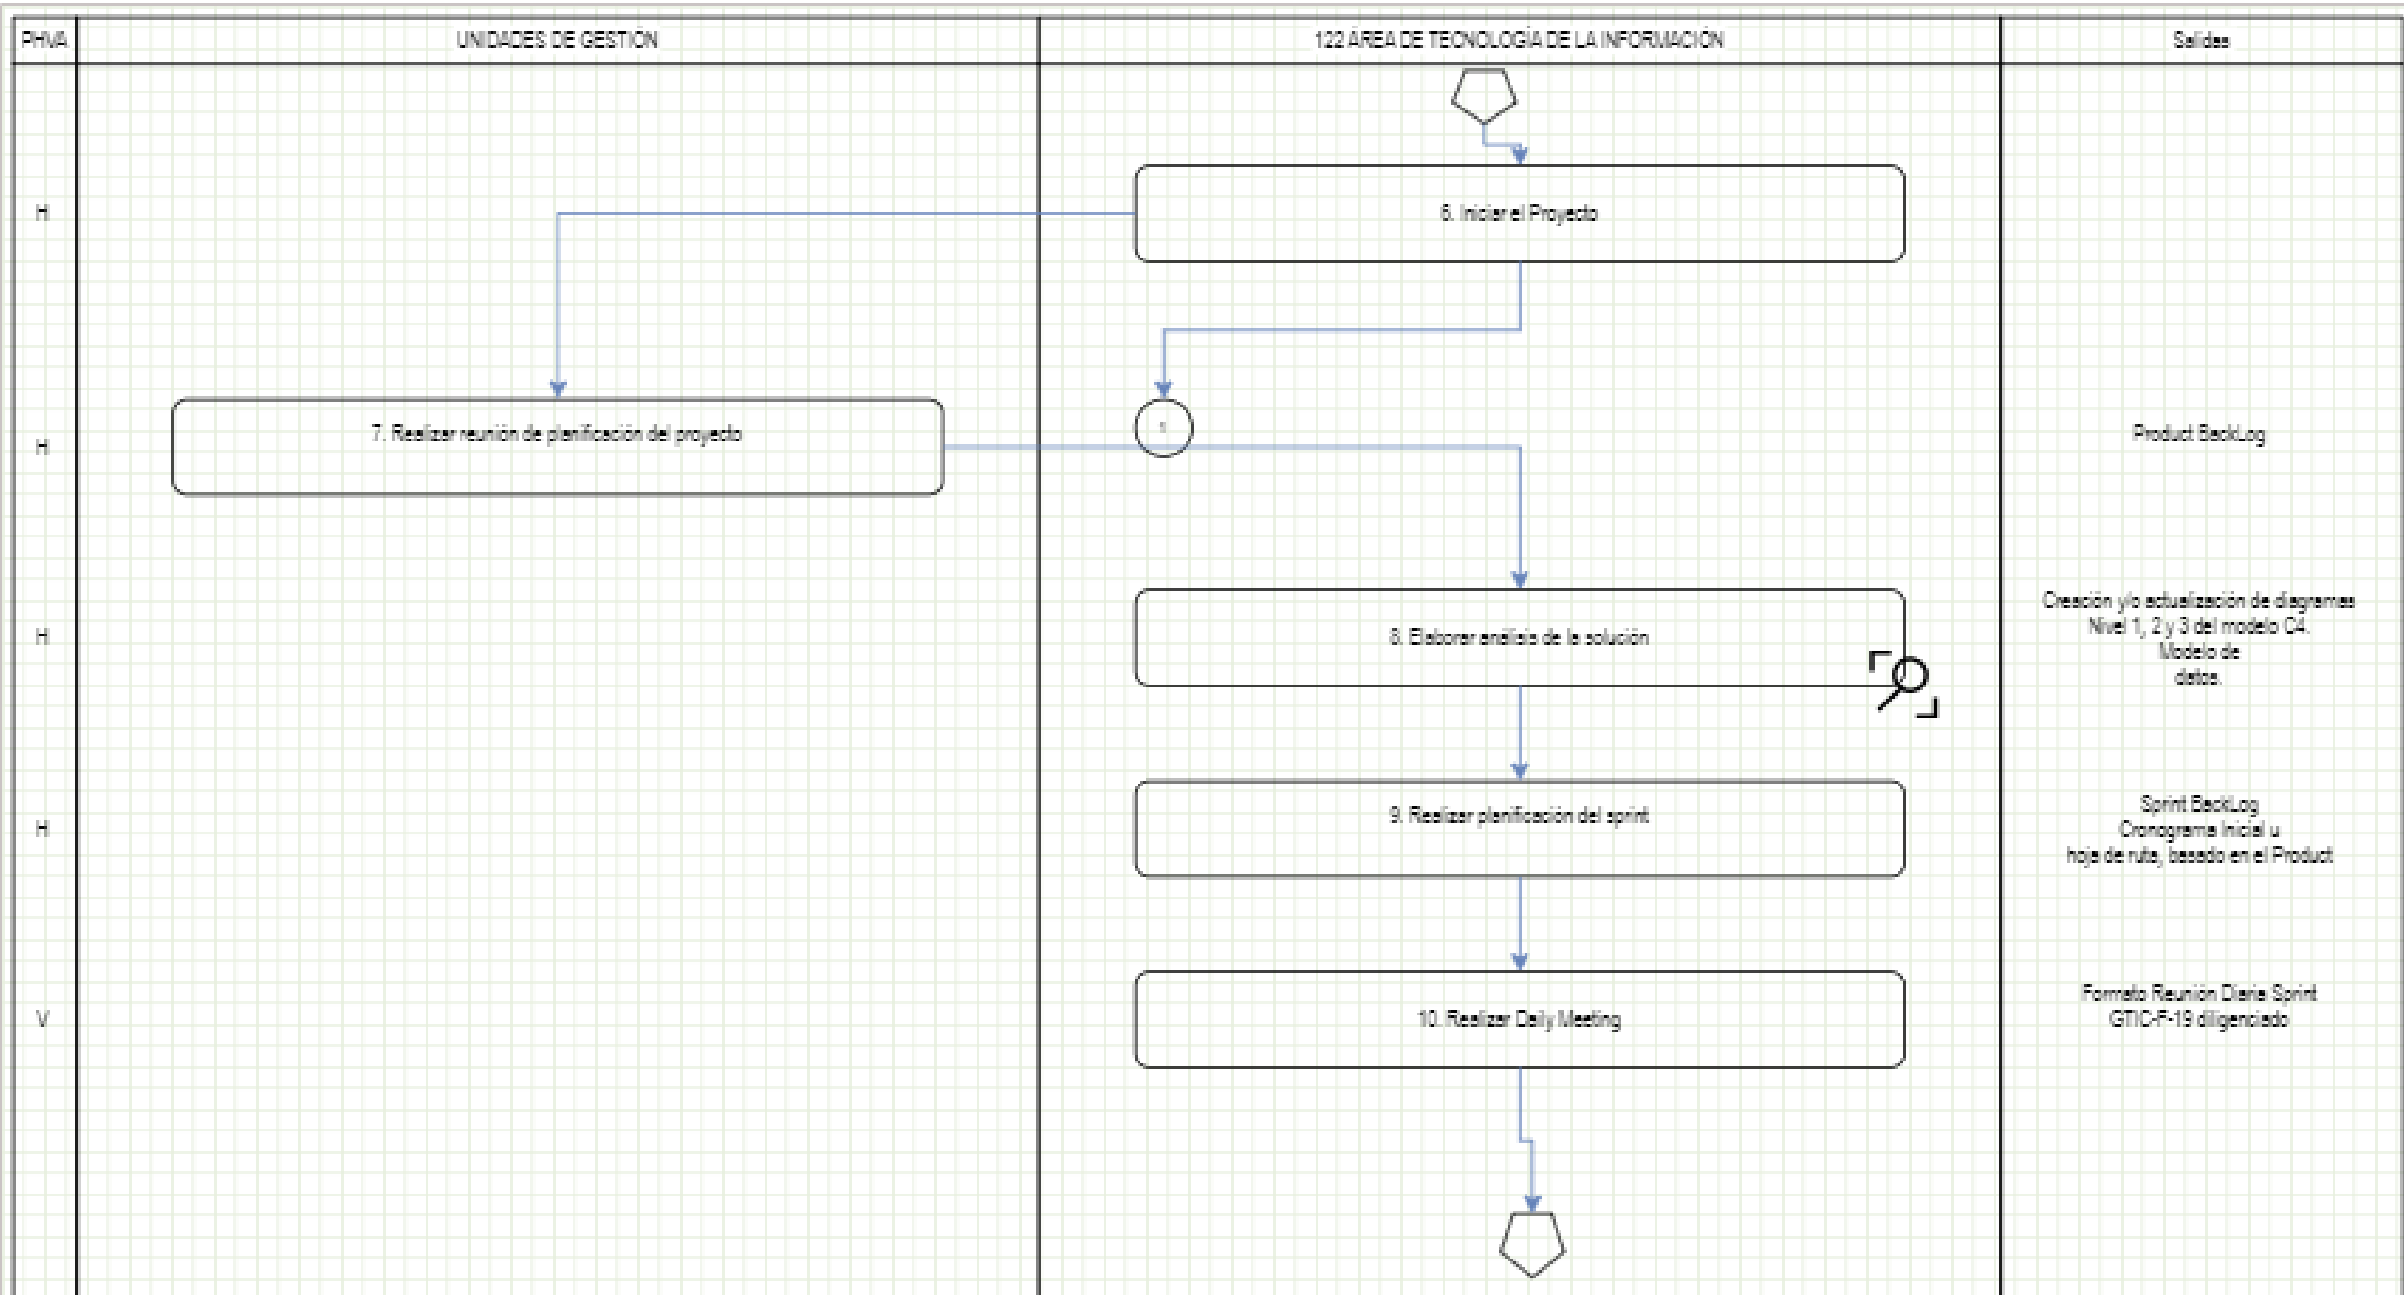 PHVA
UNIDADES DE GESTIÓN
122 ÁREA DE TECNOLOGÍA DE LA INFORMACIÓN
Salidas
H
6. Iniciar el Proyecto
H
7. Realizar reunión de planificación del proyecto
1
Product BackLog
H
8. Elaborar análisis de la solución
Creación y/o actualización de diagramas
Nivel 1, 2 y 3 del modelo C4.
Modelo de
datos.
H
9. Realizar planificación del sprint
Sprint BackLog
Cronograma Inicial u
hoja de ruta, basado en el Product
V
10. Realizar Daily Meeting
Formato Reunión Diaria Sprint
GTIC-F-19 diligenciado